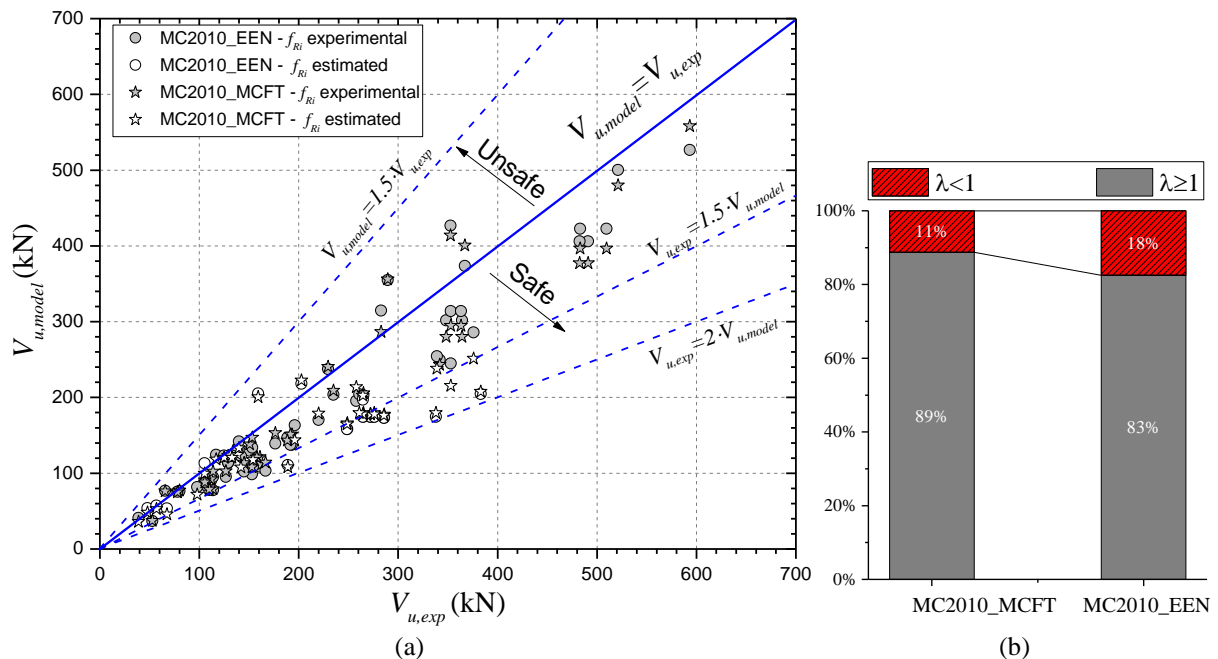 MC2010_EEN - f_Ri experimental
MC2010_EEN - f_Ri estimated
MC2010_MCFT - f_Ri experimental
MC2010_MCFT - f_Ri estimated
V_u,model=V_u,exp
V_u,model=1.5·V_u,exp
Unsafe
Safe
V_u,exp=1.5·V_u,model
V_u,exp=2·V_u,model
700
600
500
400
300
200
100
0
V_u,model (kN)
0 100 200 300 400 500 600 700
V_u,exp (kN)
(a)
λ<1 λ≥1
100%
80%
60%
40%
20%
0%
11% 18%
89% 83%
MC2010_MCFT MC2010_EEN
(b)